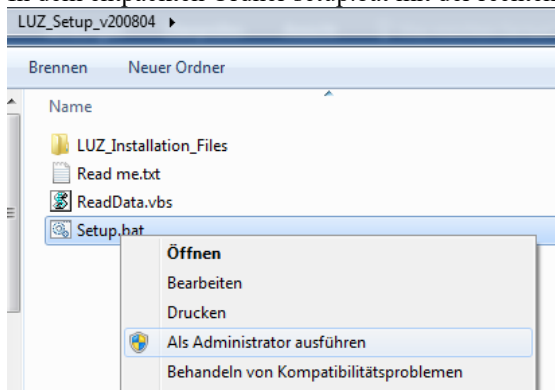 LUZ_Setup_v200804
Brennen Neuer Ordner
Name
LUZ_Installation_Files
Read me.txt
ReadData.vbs
Setup.bat
Öffnen
Bearbeiten
Drucken
Als Administrator ausführen
Behandeln von Kompatibilitätsproblemen